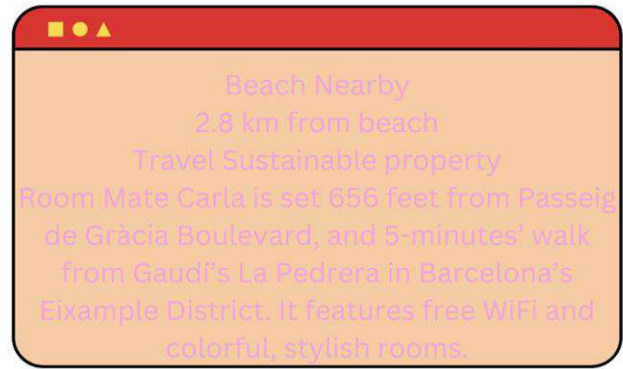 Beach Nearby
2.8 km from beach
Travel Sustainable property
Room Mate Carla is set 656 feet from Passeig
de Gràcia Boulevard, and 5-minutes’ walk
from Gaudí’s La Pedrera in Barcelona’s
Eixample District. It features free WiFi and
colorful, stylish rooms.